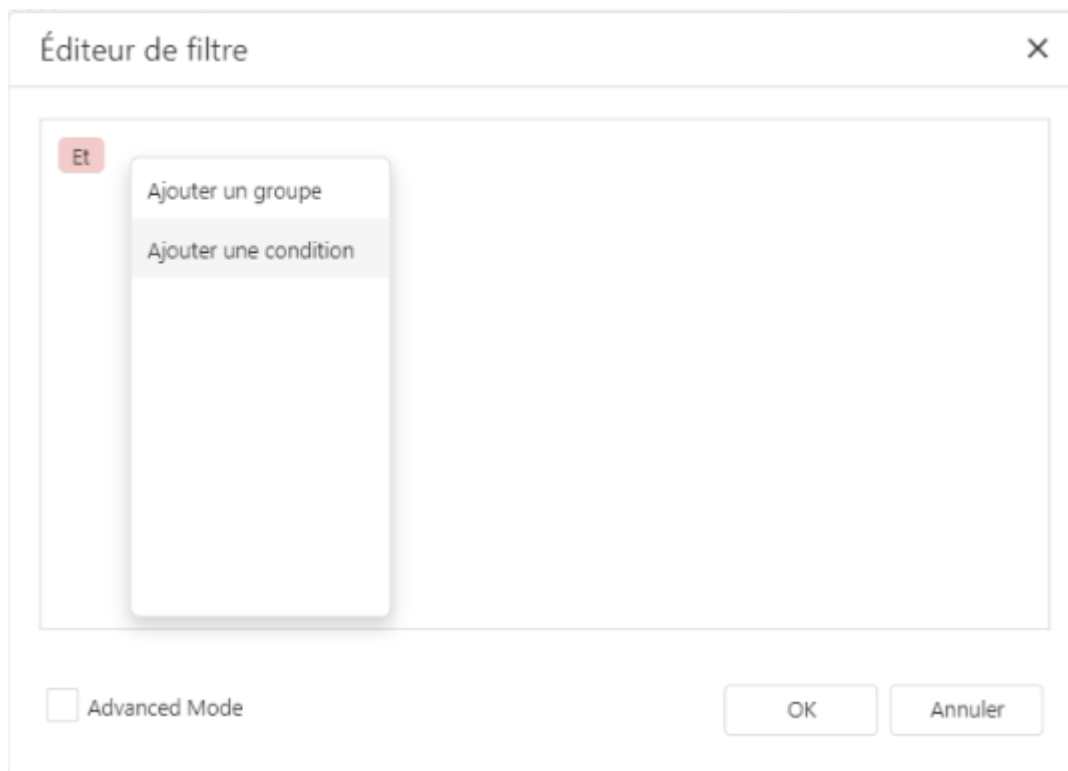 Éditeur de filtre
Et
Ajouter un groupe
Ajouter une condition
Advanced Mode
OK
Annuler